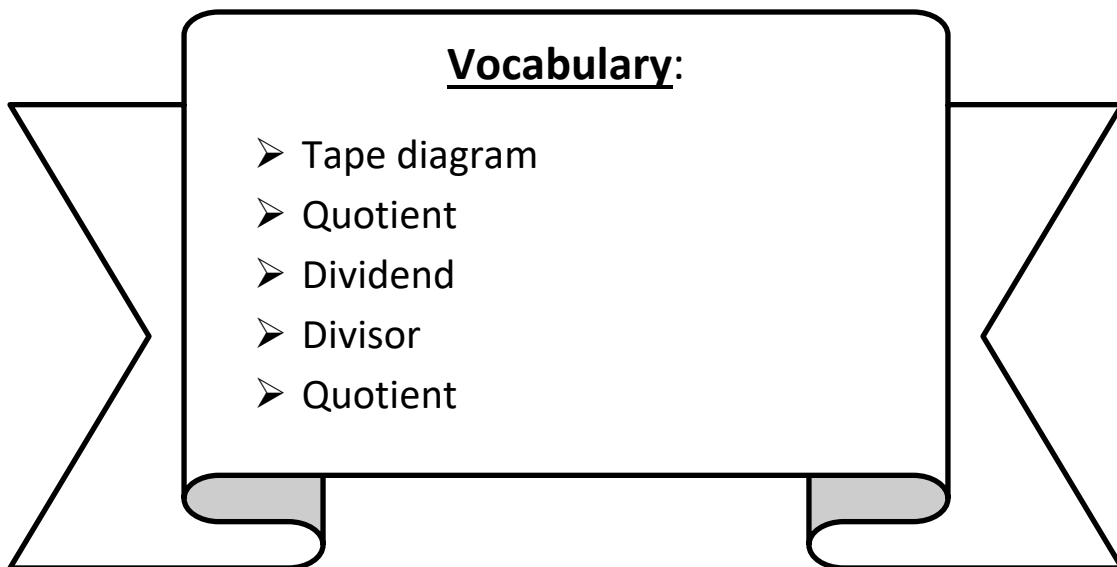 Vocabulary:
➢ Tape diagram
➢ Quotient
➢ Dividend
➢ Divisor
➢ Quotient